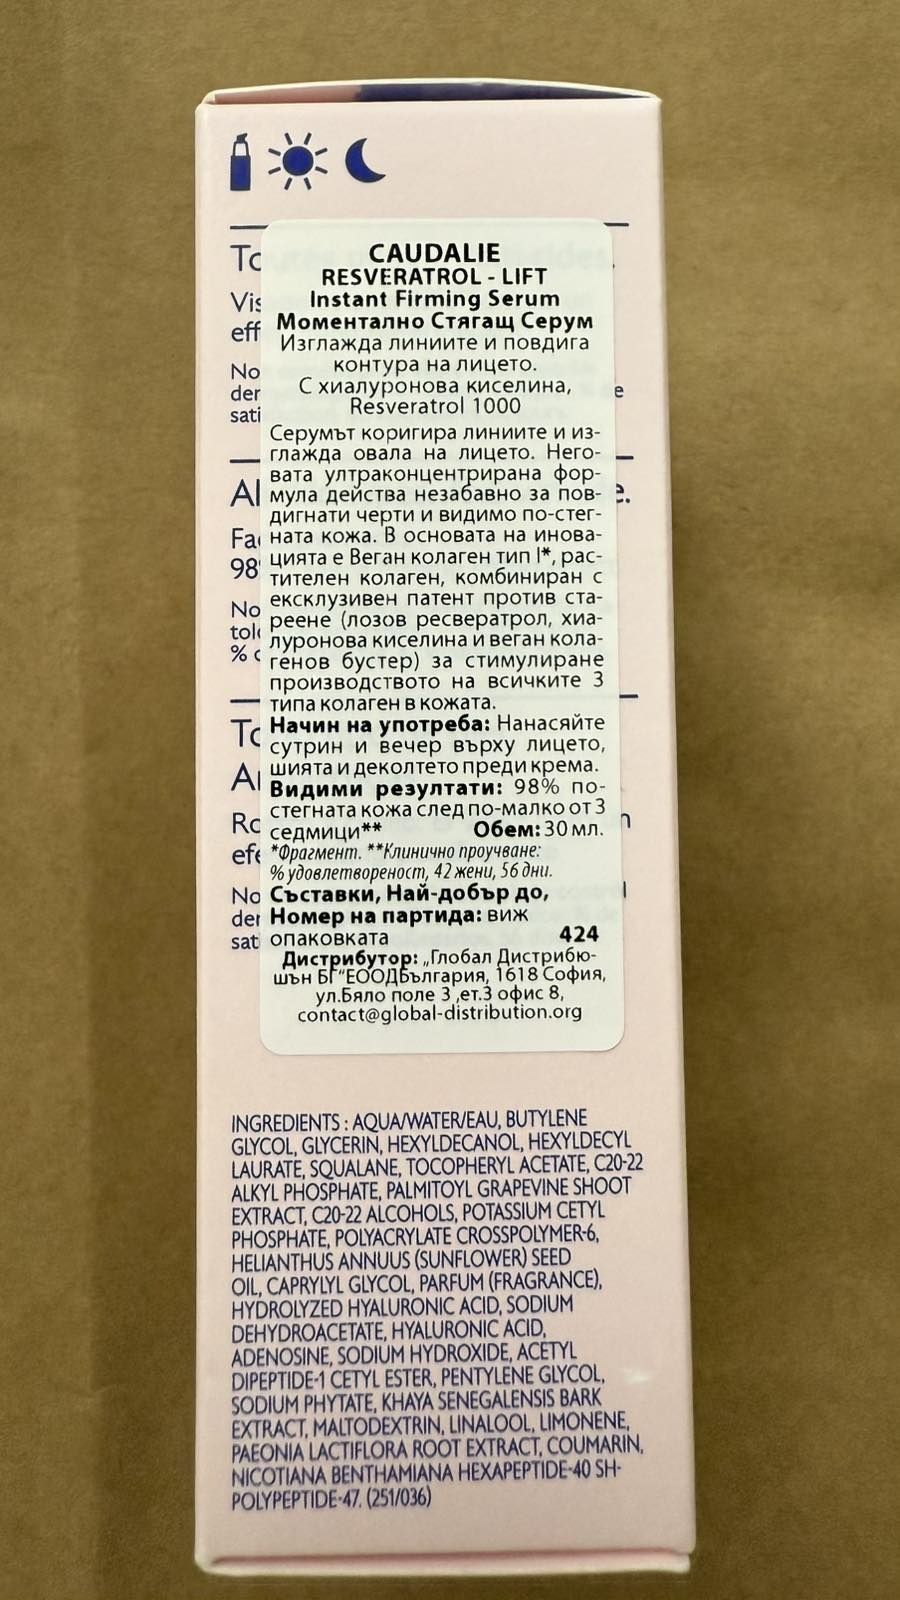 CAUDALIE
RESVERATROL - LIFT
Instant Firming Serum
Моментално Стягащ Серум
Изглажда линиите и повдига
контура на лицето.
С хиалуронова киселина,
Resveratrol 1000
Серумът коригира линиите и из-
глажда овала на лицето. Него-
вата ултраконцентрирана фор-
мула действа незабавно за пов-
дигнати черти и видимо по-стег-
ната кожа. В основата на инова-
цията е Веган колаген тип I*, рас-
тителен колаген, комбиниран с
ексклузивен патент против ста-
реене (лозов ресвератрол, хиа-
луронова киселина и веган кола-
генов бустер) за стимулиране
производството на всичките 3
типа колаген в кожата.
Начин на употреба: Нанасяйте
сутрин и вечер върху лицето,
шията и деколтето преди крема.
Видими резултати: 98% по-
стегната кожа след по-малко от 3
седмици** Обем: 30 мл.
*Фрагмент. **Клинично проучване:
% удовлетвореност, 42 жени, 56 дни.
Съставки, Най-добър до,
Номер на партида: виж
опаковката 424
Дистрибутор: „Глобал Дистрибю-
шън БГ“ЕООДБългария, 1618 София,
ул.Бяло поле 3 ,ет.3 офис 8,
contact@global-distribution.org
INGREDIENTS : AQUA/WATER/EAU, BUTYLENE
GLYCOL, GLYCERIN, HEXYLDECANOL, HEXYLDECYL
LAURATE, SQUALANE, TOCOPHERYL ACETATE, C20-22
ALKYL PHOSPHATE, PALMITOYL GRAPEVINE SHOOT
EXTRACT, C20-22 ALCOHOLS, POTASSIUM CETYL
PHOSPHATE, POLYACRYLATE CROSSPOLYMER-6,
HELIANTHUS ANNUUS (SUNFLOWER) SEED
OIL, CAPRYLYL GLYCOL, PARFUM (FRAGRANCE),
HYDROLYZED HYALURONIC ACID, SODIUM
DEHYDROACETATE, HYALURONIC ACID,
ADENOSINE, SODIUM HYDROXIDE, ACETYL
DIPEPTIDE-1 CETYL ESTER, PENTYLENE GLYCOL,
SODIUM PHYTATE, KHAYA SENEGALENSIS BARK
EXTRACT, MALTODEXTRIN, LINALOOL, LIMONENE,
PAEONIA LACTIFLORA ROOT EXTRACT, COUMARIN,
NICOTIANA BENTHAMIANA HEXAPEPTIDE-40 SH-
POLYPEPTIDE-47. (251/036)